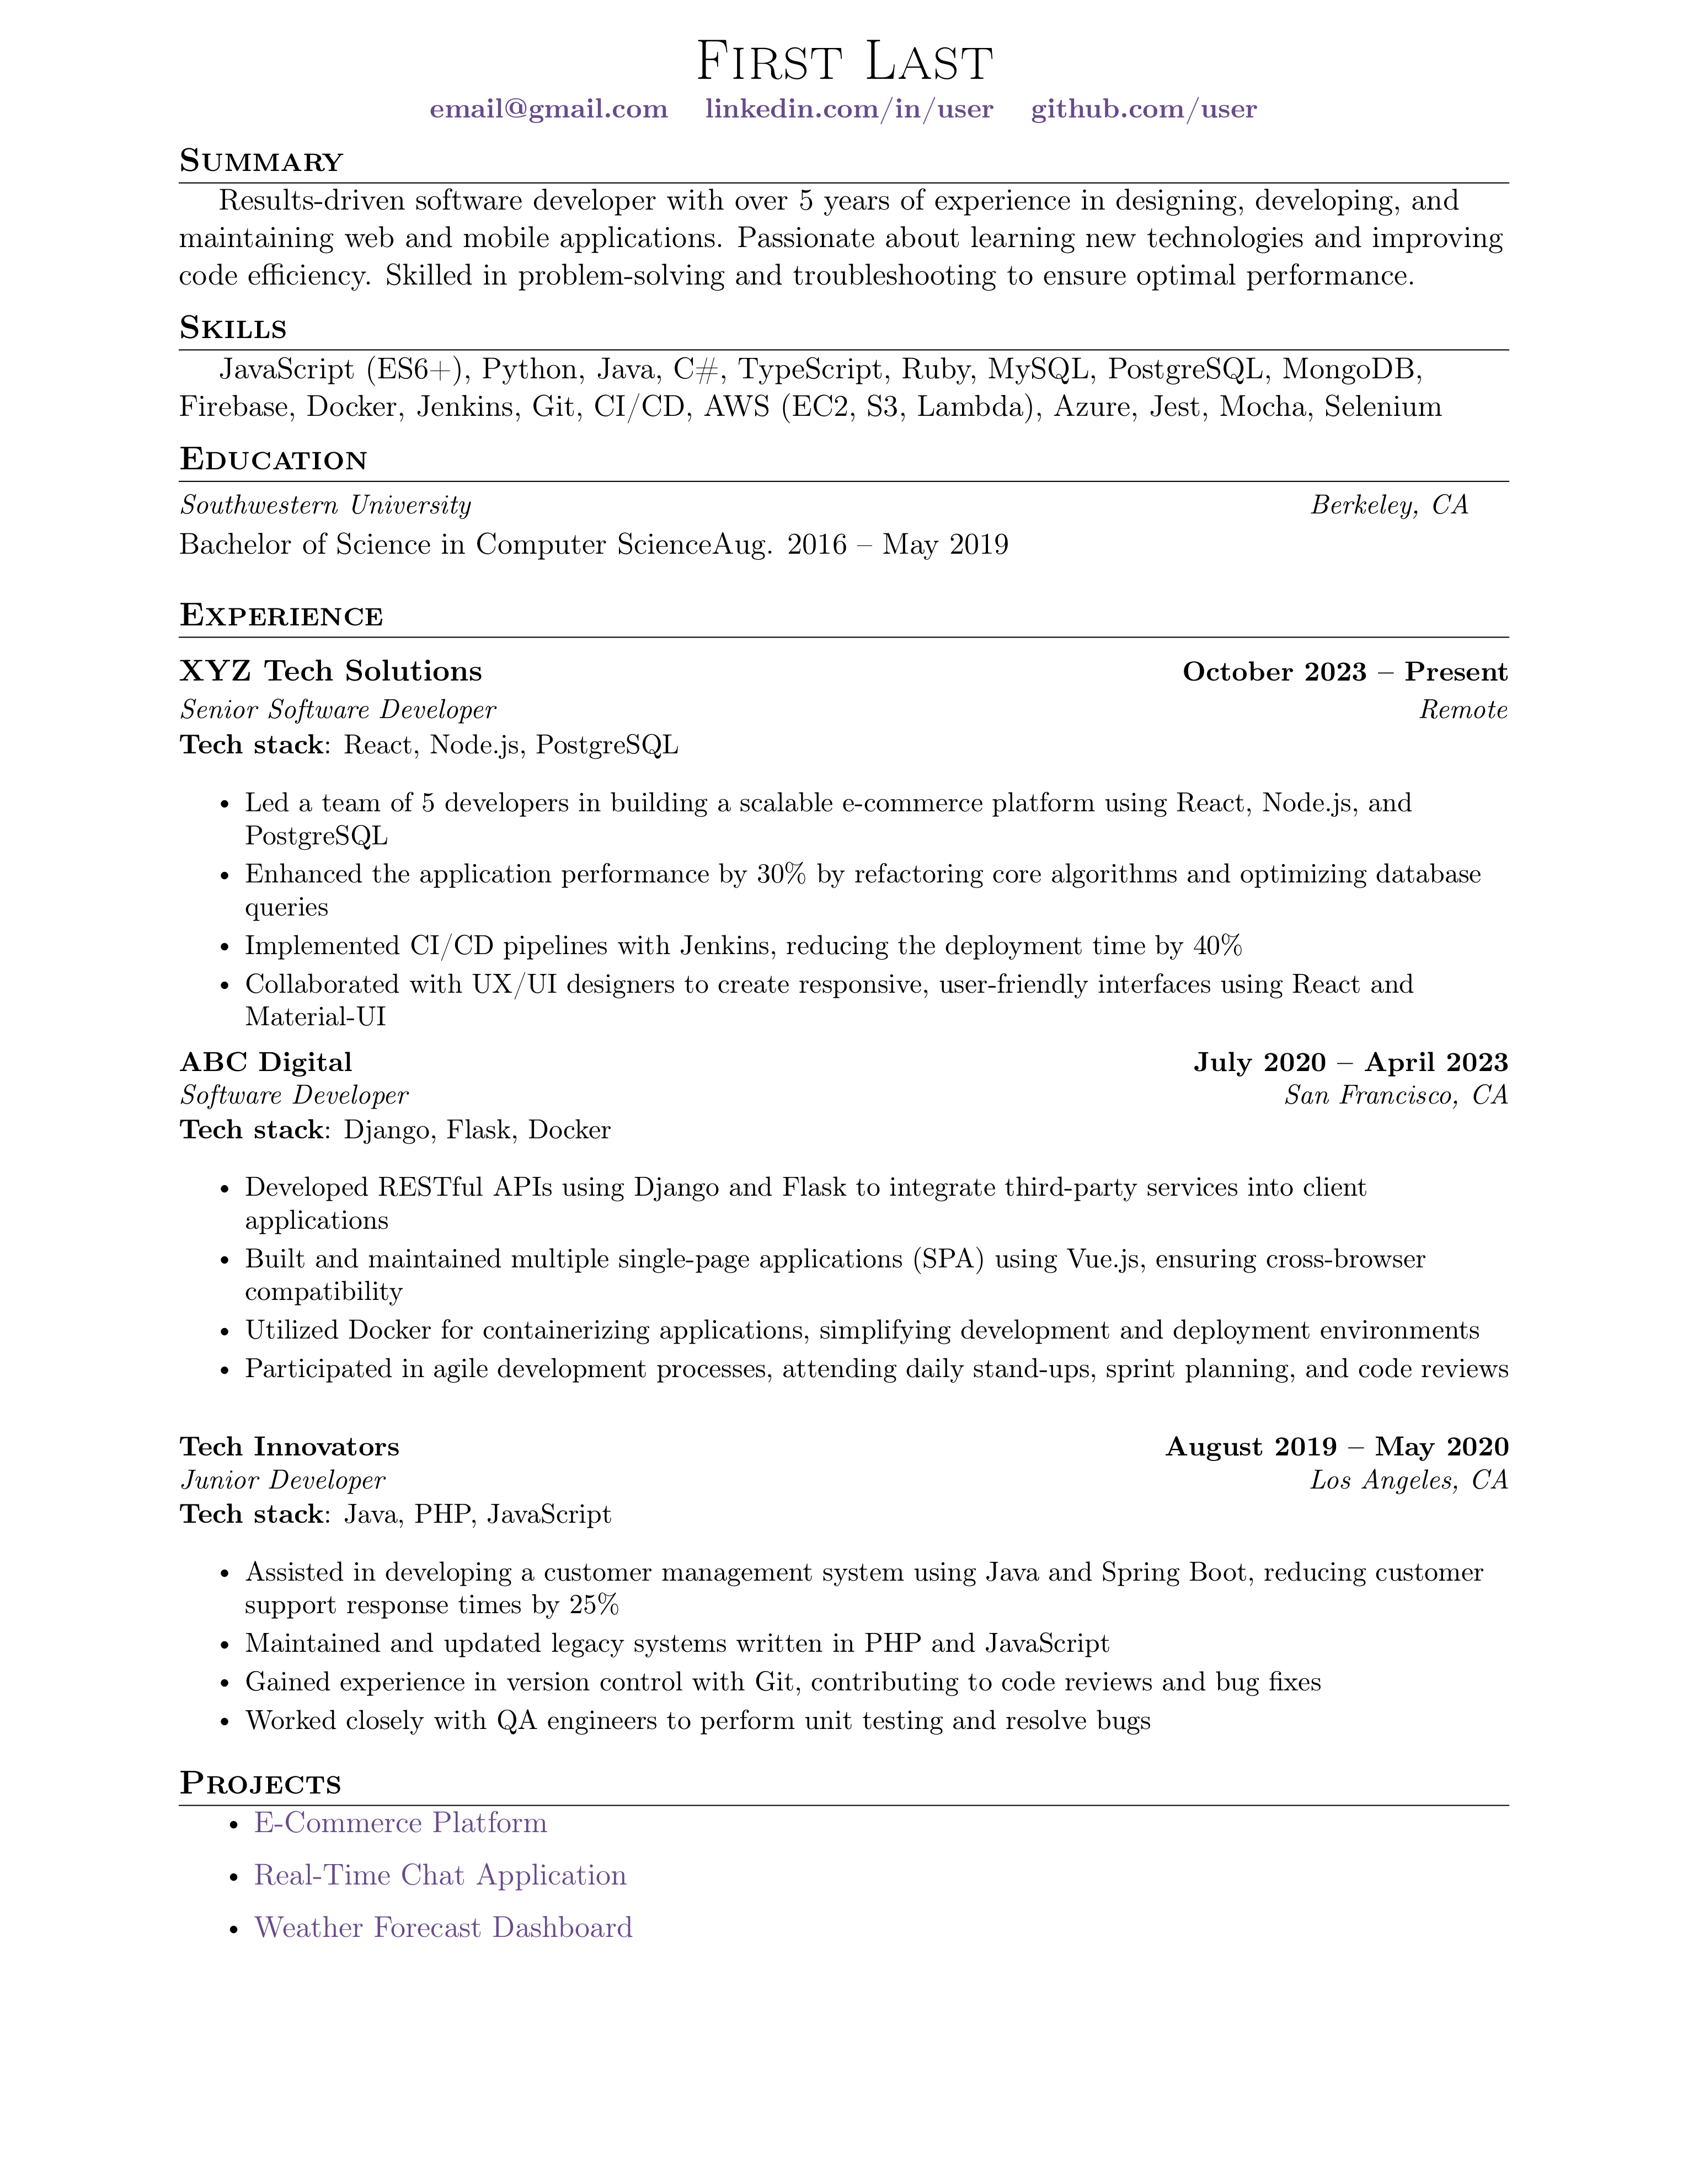 First Last
email@gmail.com linkedin.com/in/user github.com/user
Summary
Results-driven software developer with over 5 years of experience in designing, developing, and
maintaining web and mobile applications. Passionate about learning new technologies and improving
code efficiency. Skilled in problem-solving and troubleshooting to ensure optimal performance.
Skills
JavaScript (ES6+), Python, Java, C#, TypeScript, Ruby, MySQL, PostgreSQL, MongoDB,
Firebase, Docker, Jenkins, Git, CI/CD, AWS (EC2, S3, Lambda), Azure, Jest, Mocha, Selenium
Education
Southwestern University Berkeley, CA
Bachelor of Science in Computer ScienceAug. 2016 – May 2019
Experience
XYZ Tech Solutions October 2023 – Present
Senior Software Developer Remote
Tech stack: React, Node.js, PostgreSQL
• Led a team of 5 developers in building a scalable e-commerce platform using React, Node.js, and
PostgreSQL
• Enhanced the application performance by 30% by refactoring core algorithms and optimizing database
queries
• Implemented CI/CD pipelines with Jenkins, reducing the deployment time by 40%
• Collaborated with UX/UI designers to create responsive, user-friendly interfaces using React and
Material-UI
ABC Digital July 2020 – April 2023
Software Developer San Francisco, CA
Tech stack: Django, Flask, Docker
• Developed RESTful APIs using Django and Flask to integrate third-party services into client
applications
• Built and maintained multiple single-page applications (SPA) using Vue.js, ensuring cross-browser
compatibility
• Utilized Docker for containerizing applications, simplifying development and deployment environments
• Participated in agile development processes, attending daily stand-ups, sprint planning, and code reviews
Tech Innovators August 2019 – May 2020
Junior Developer Los Angeles, CA
Tech stack: Java, PHP, JavaScript
• Assisted in developing a customer management system using Java and Spring Boot, reducing customer
support response times by 25%
• Maintained and updated legacy systems written in PHP and JavaScript
• Gained experience in version control with Git, contributing to code reviews and bug fixes
• Worked closely with QA engineers to perform unit testing and resolve bugs
Projects
• E-Commerce Platform
• Real-Time Chat Application
• Weather Forecast Dashboard